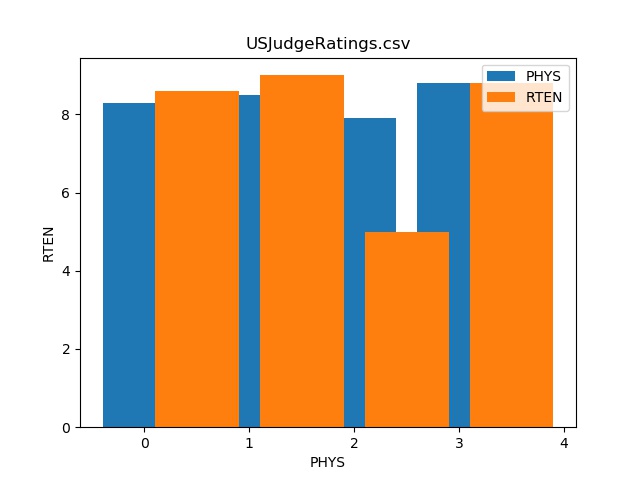 USJudgeRatings.csv
PHYS
RTEN
8
6
4
2
0
RTEN
0 1 2 3 4
PHYS